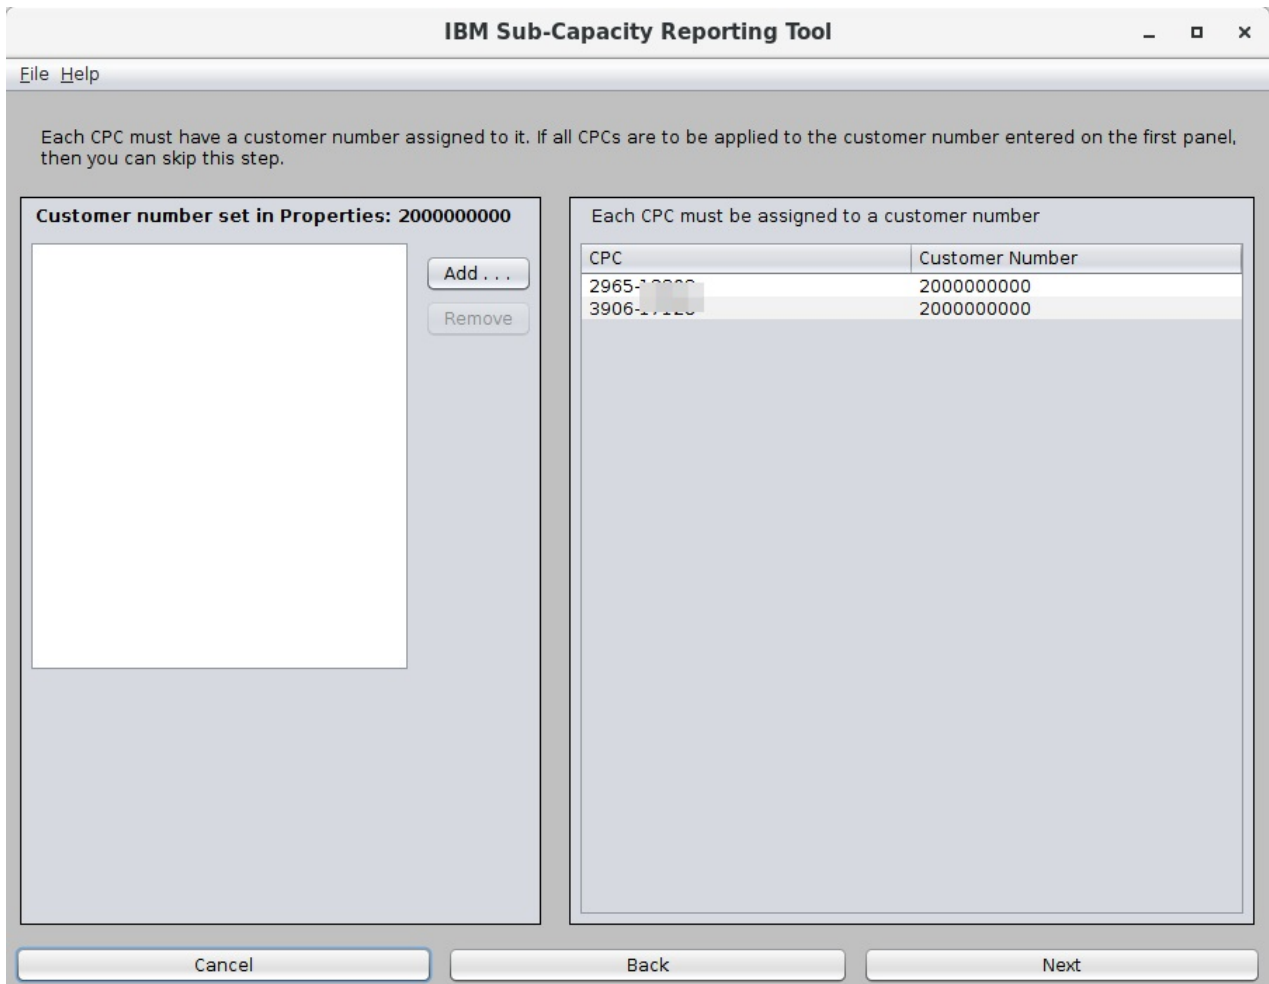 IBM Sub-Capacity Reporting Tool
File Help
Each CPC must have a customer number assigned to it. If all CPCs are to be applied to the customer number entered on the first panel,
then you can skip this step.
Customer number set in Properties: 2000000000
Add . . .
Remove
Each CPC must be assigned to a customer number
CPC Customer Number
2965- 2000000000
3906- 2000000000
Cancel Back Next